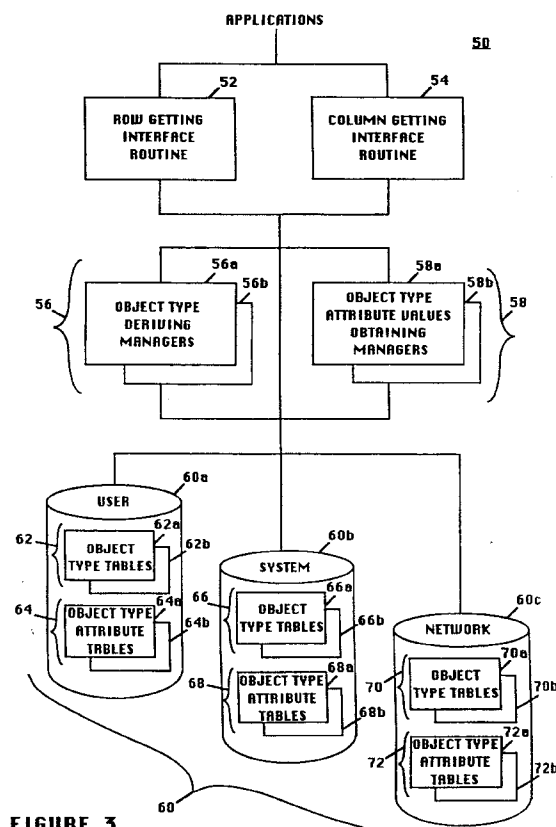 APPLICATIONS
50
52
54
ROW GETTING
INTERFACE
ROUTINE
COLUMN GETTING
INTERFACE
ROUTINE
56
56a
56b
OBJECT TYPE
DERIVING
MANAGERS
58a
58b
58
OBJECT TYPE
ATTRIBUTE VALUES
OBTAINING
MANAGERS
60a
USER
62
62a
62b
OBJECT
TYPE TABLES
64
64a
64b
OBJECT TYPE
ATTRIBUTE
TABLES
60b
SYSTEM
66
66a
66b
OBJECT
TYPE TABLES
68
68a
68b
OBJECT TYPE
ATTRIBUTE
TABLES
60c
NETWORK
70
70a
70b
OBJECT
TYPE TABLES
72
72a
72b
OBJECT TYPE
ATTRIBUTE
TABLES
60
FIGURE 3